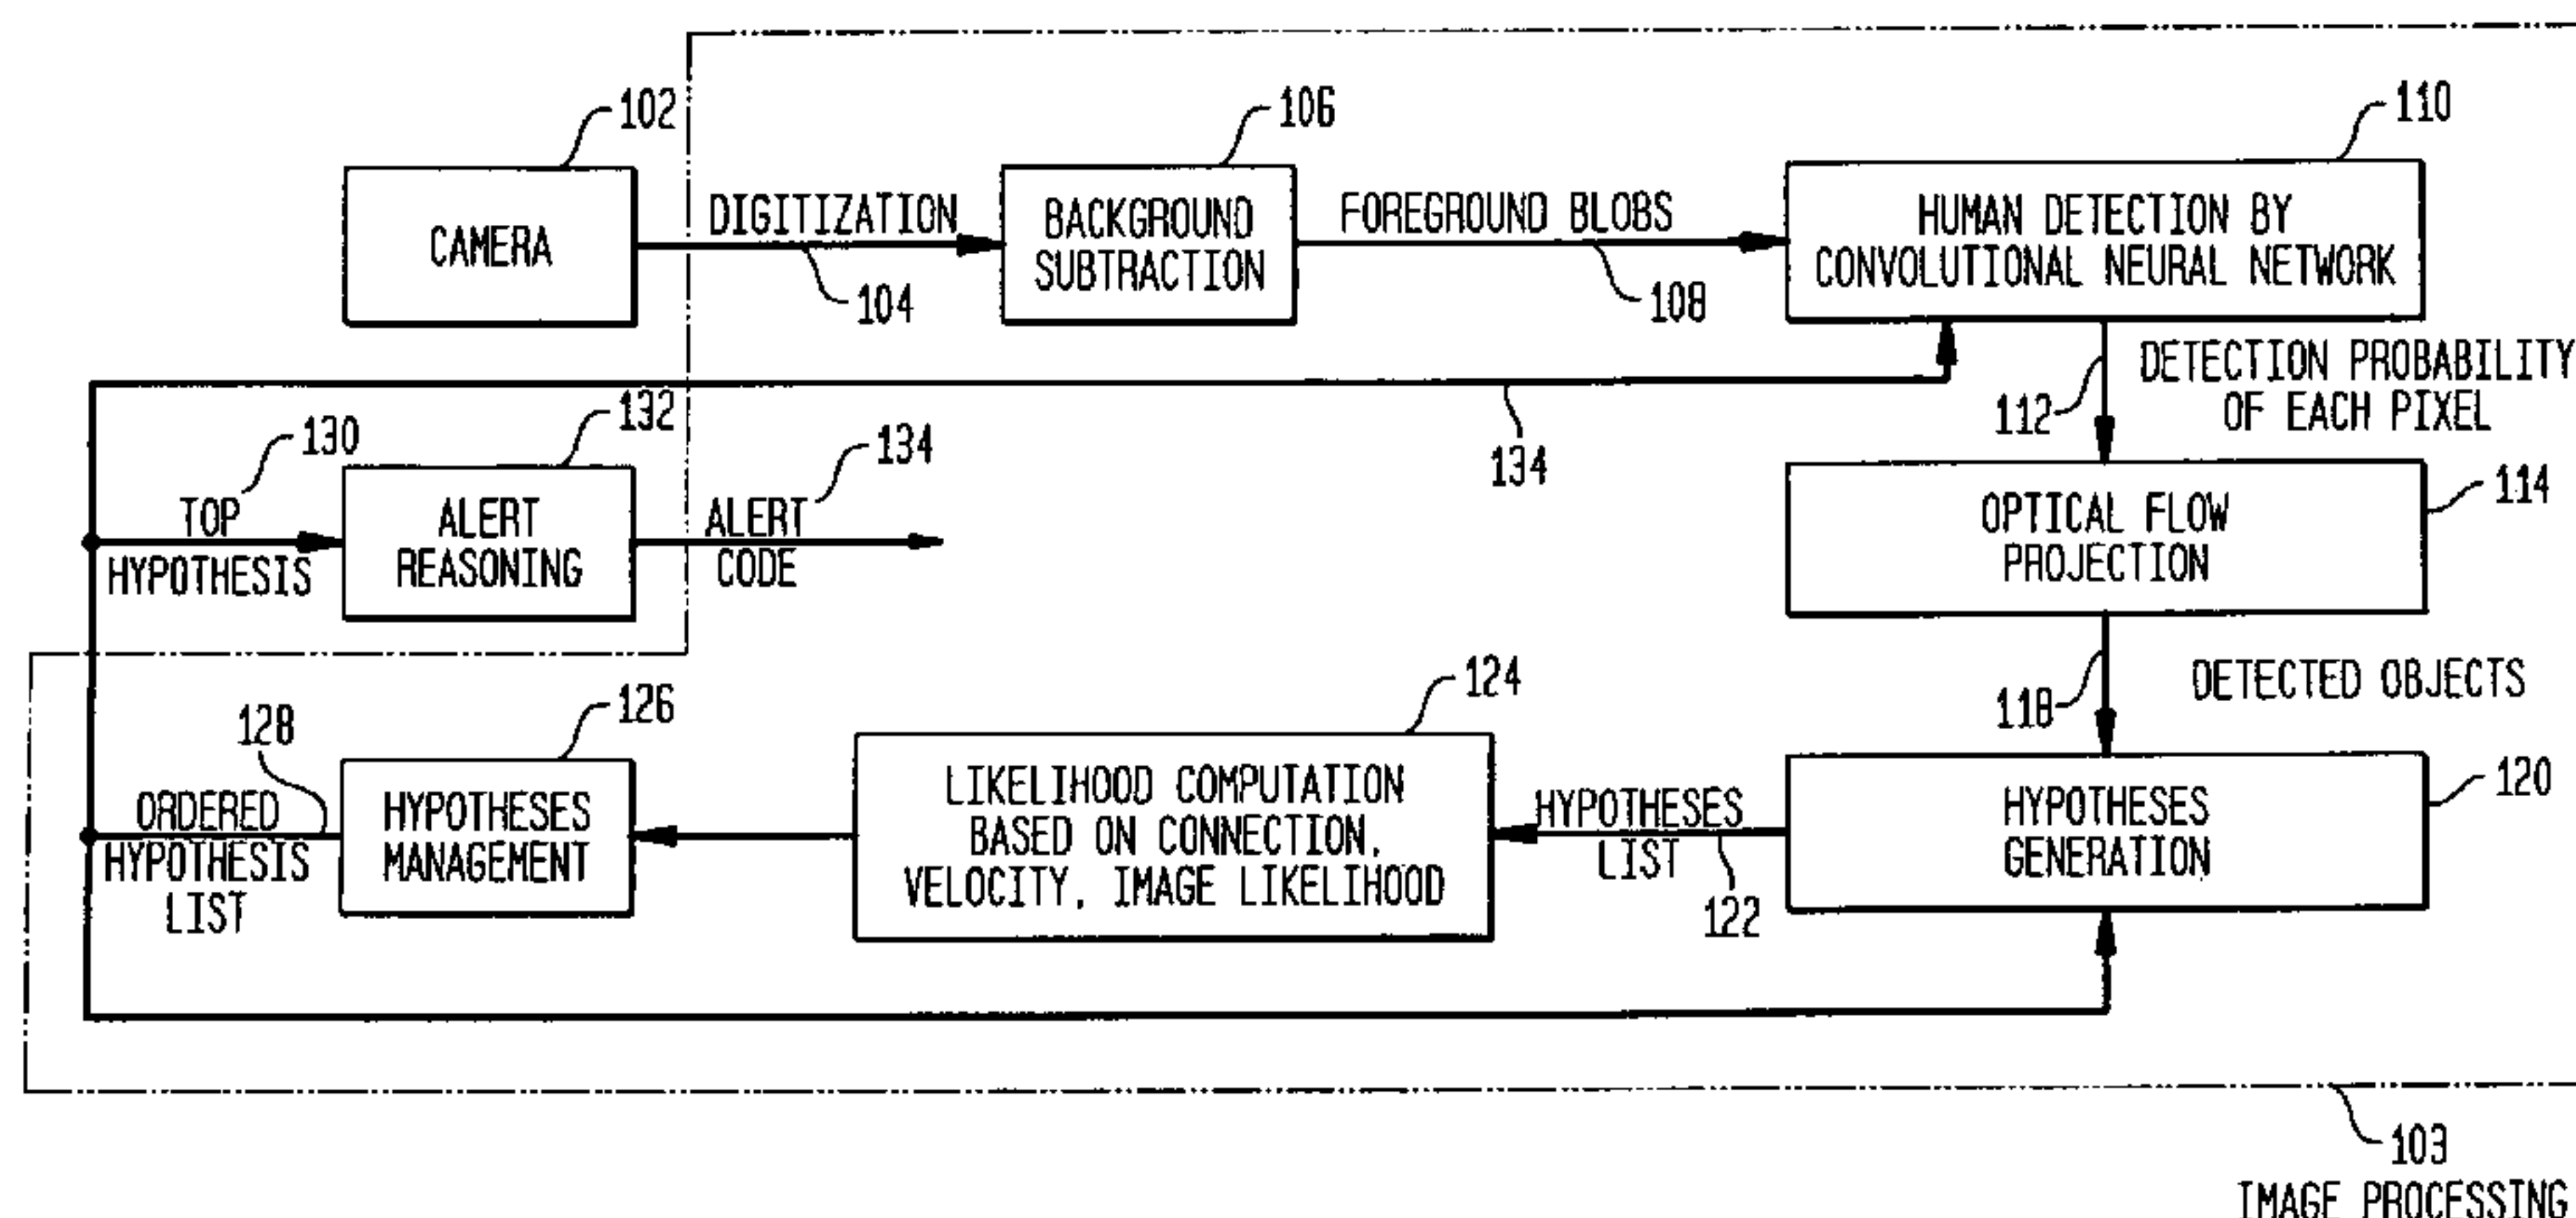 102
106
110
CAMERA
DIGITIZATION
104
BACKGROUND
SUBTRACTION
FOREGROUND BLOBS
108
HUMAN DETECTION BY
CONVOLUTIONAL NEURAL NETWORK
112
DETECTION PROBABILITY
OF EACH PIXEL
134
130
TOP
HYPOTHESIS
132
ALERT
REASONING
134
ALERT
CODE
OPTICAL FLOW
PROJECTION
114
118
DETECTED OBJECTS
128
ORDERED
HYPOTHESIS
LIST
126
HYPOTHESES
MANAGEMENT
124
LIKELIHOOD COMPUTATION
BASED ON CONNECTION,
VELOCITY, IMAGE LIKELIHOOD
HYPOTHESES
LIST
122
HYPOTHESES
GENERATION
120
103
IMAGE PROCESSING